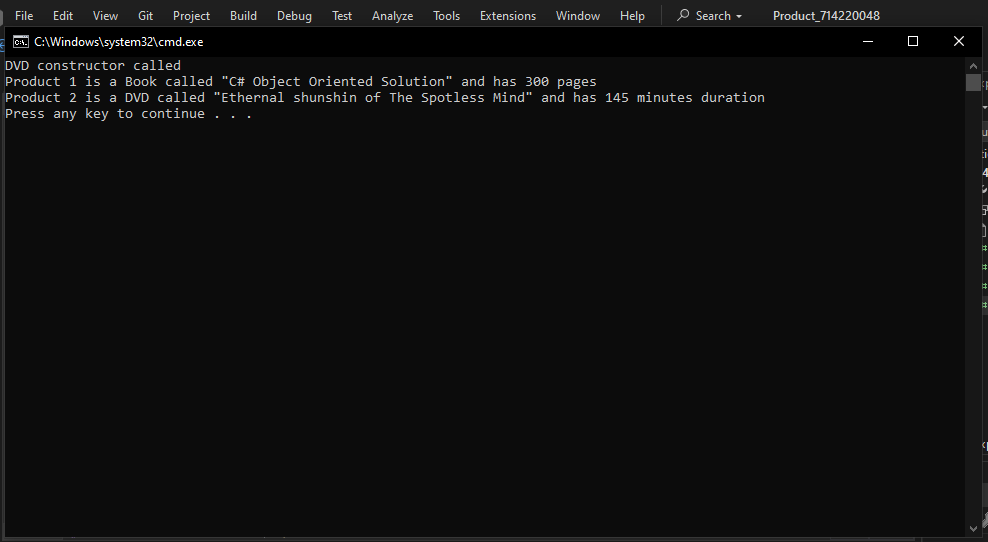 File Edit View Git Project Build Debug Test Analyze Tools Extensions Window Help Search Product_714220048
C:\Windows\system32\cmd.exe
DVD constructor called
Product 1 is a Book called "C# Object Oriented Solution" and has 300 pages
Product 2 is a DVD called "Ethernal shunshin of The Spotless Mind" and has 145 minutes duration
Press any key to continue . . .